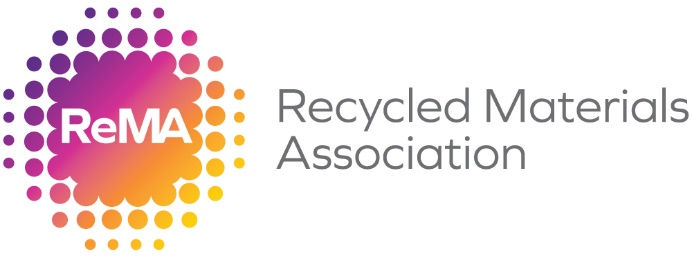 ReMA
Recycled Materials
Association